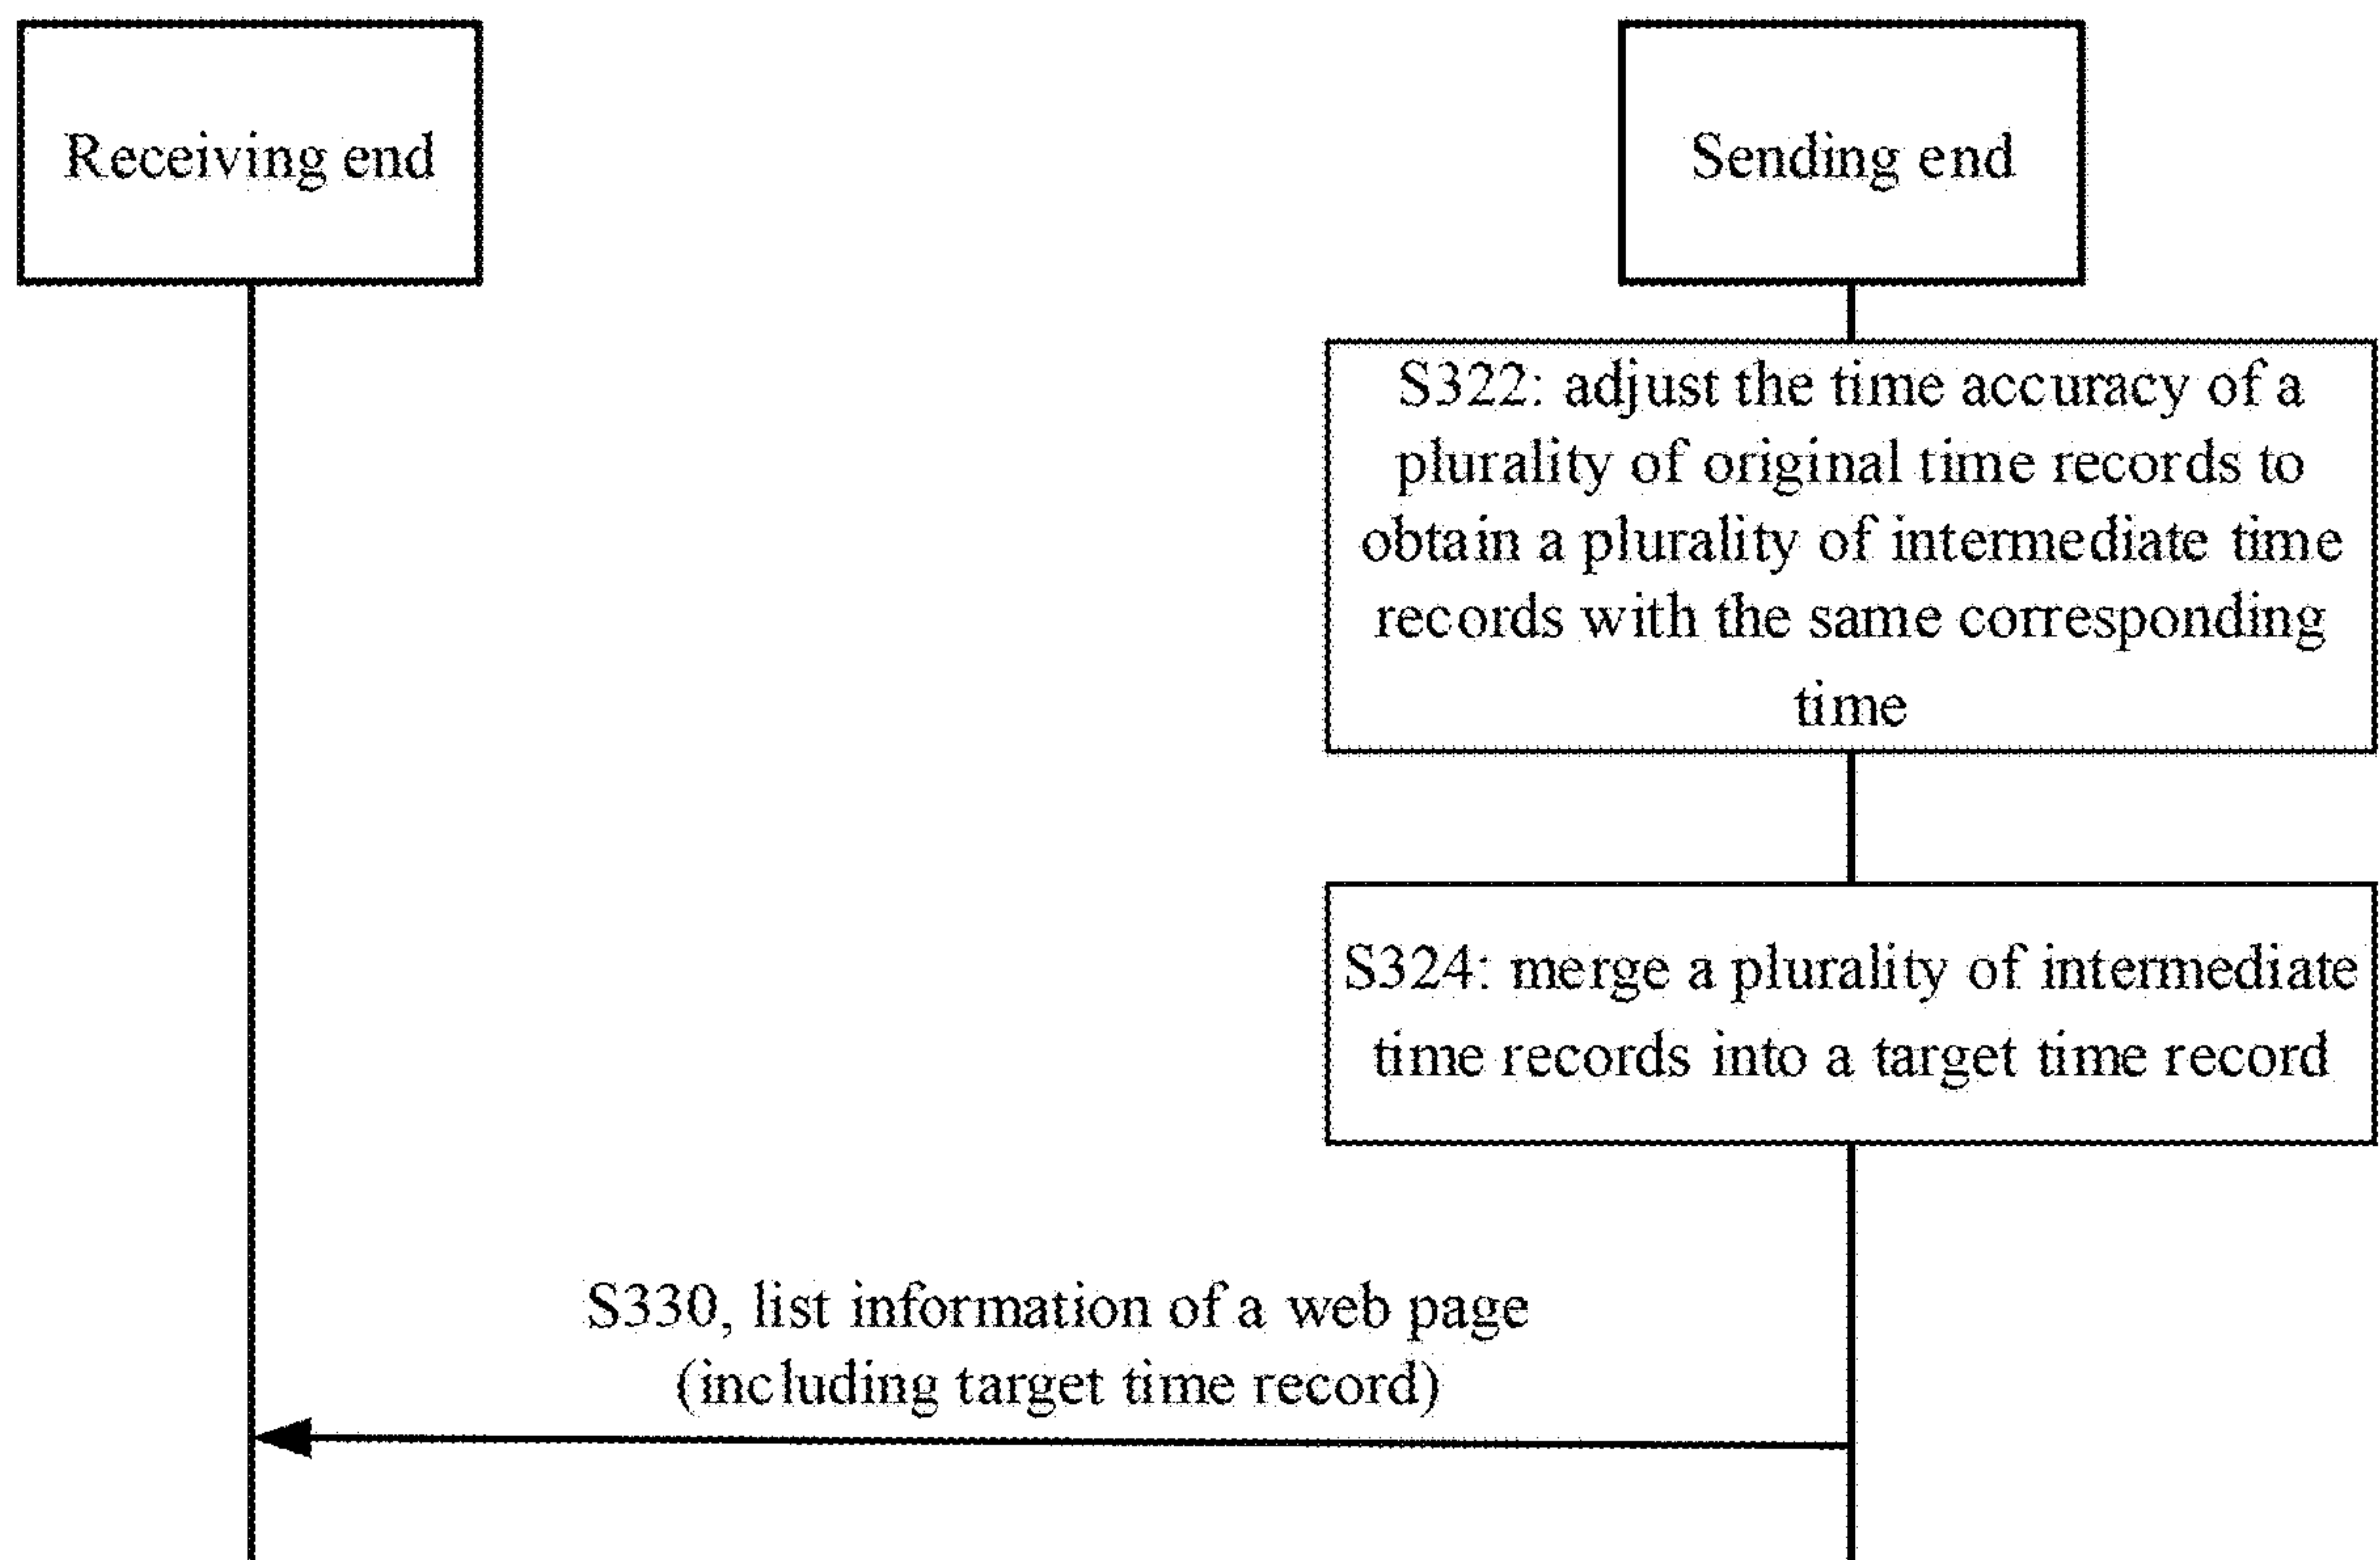 Receiving end
Sending end
S322: adjust the time accuracy of a
plurality of original time records to
obtain a plurality of intermediate time
records with the same corresponding
time
S324: merge a plurality of intermediate
time records into a target time record
S330, list information of a web page
(including target time record)